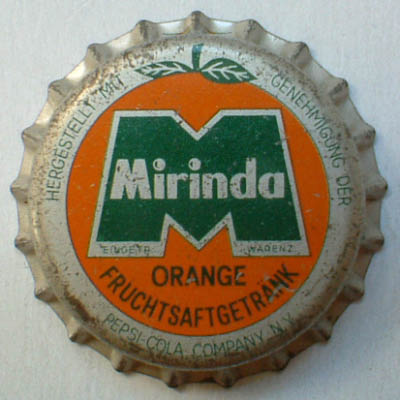 HERGESTELLT MIT GENEHMIGUNG DER
Mirinda
EINGETR. WARENZ.
ORANGE
FRUCHTSAFTGETRÄNK
PEPSI-COLA COMPANY N.Y.